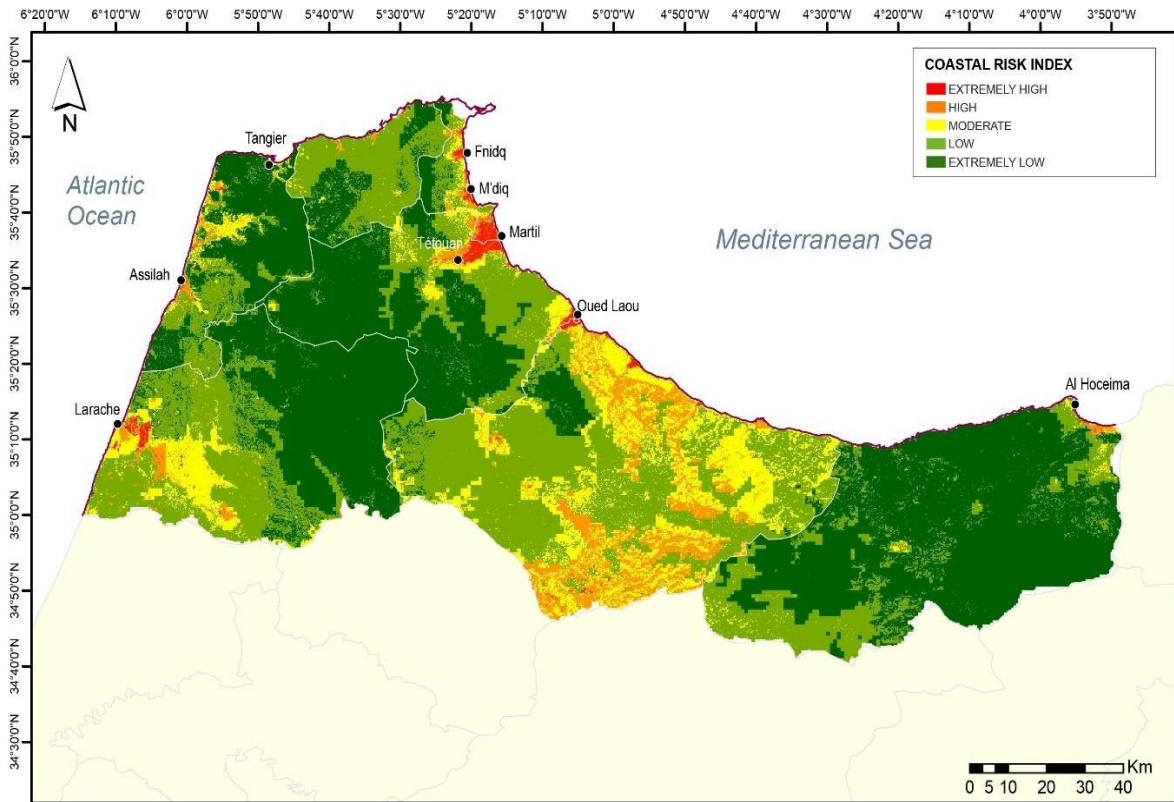 6°20'0"W 6°10'0"W 6°0'0"W 5°50'0"W 5°40'0"W 5°30'0"W 5°20'0"W 5°10'0"W 5°0'0"W 4°50'0"W 4°40'0"W 4°30'0"W 4°20'0"W 4°10'0"W 4°0'0"W 3°50'0"W
36°0'0"N
35°50'0"N
35°40'0"N
35°30'0"N
35°20'0"N
35°10'0"N
35°0'0"N
34°50'0"N
34°40'0"N
34°30'0"N
N
COASTAL RISK INDEX
EXTREMELY HIGH
HIGH
MODERATE
LOW
EXTREMELY LOW
Tangier
Fnidq
Atlantic
Ocean
M'diq
Martil
Tétouan
Mediterranean Sea
Assilah
Oued Laou
Larache
Al Hoceima
Km
0 5 10 20 30 40